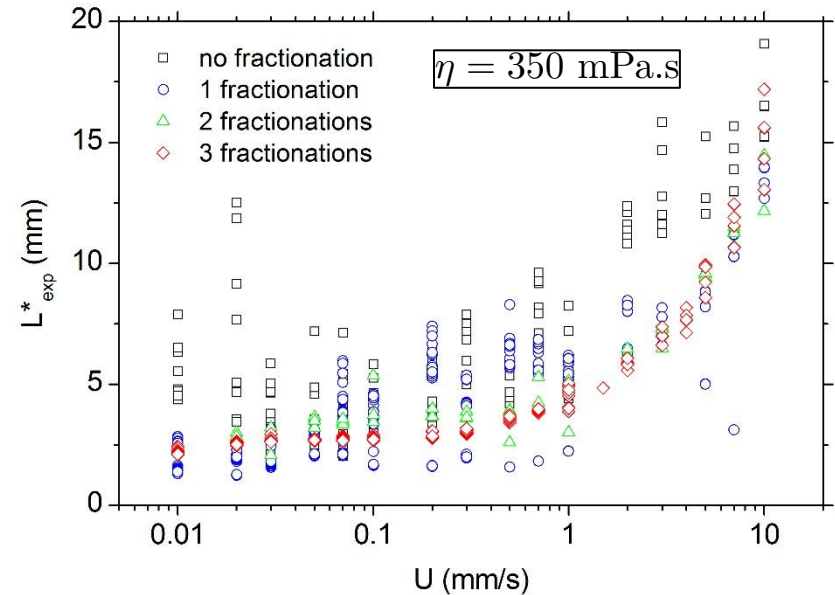 20
15
10
5
0
L*exp (mm)
no fractionation
1 fractionation
2 fractionations
3 fractionations
η = 350 mPa.s
0.01
0.1
1
10
U (mm/s)